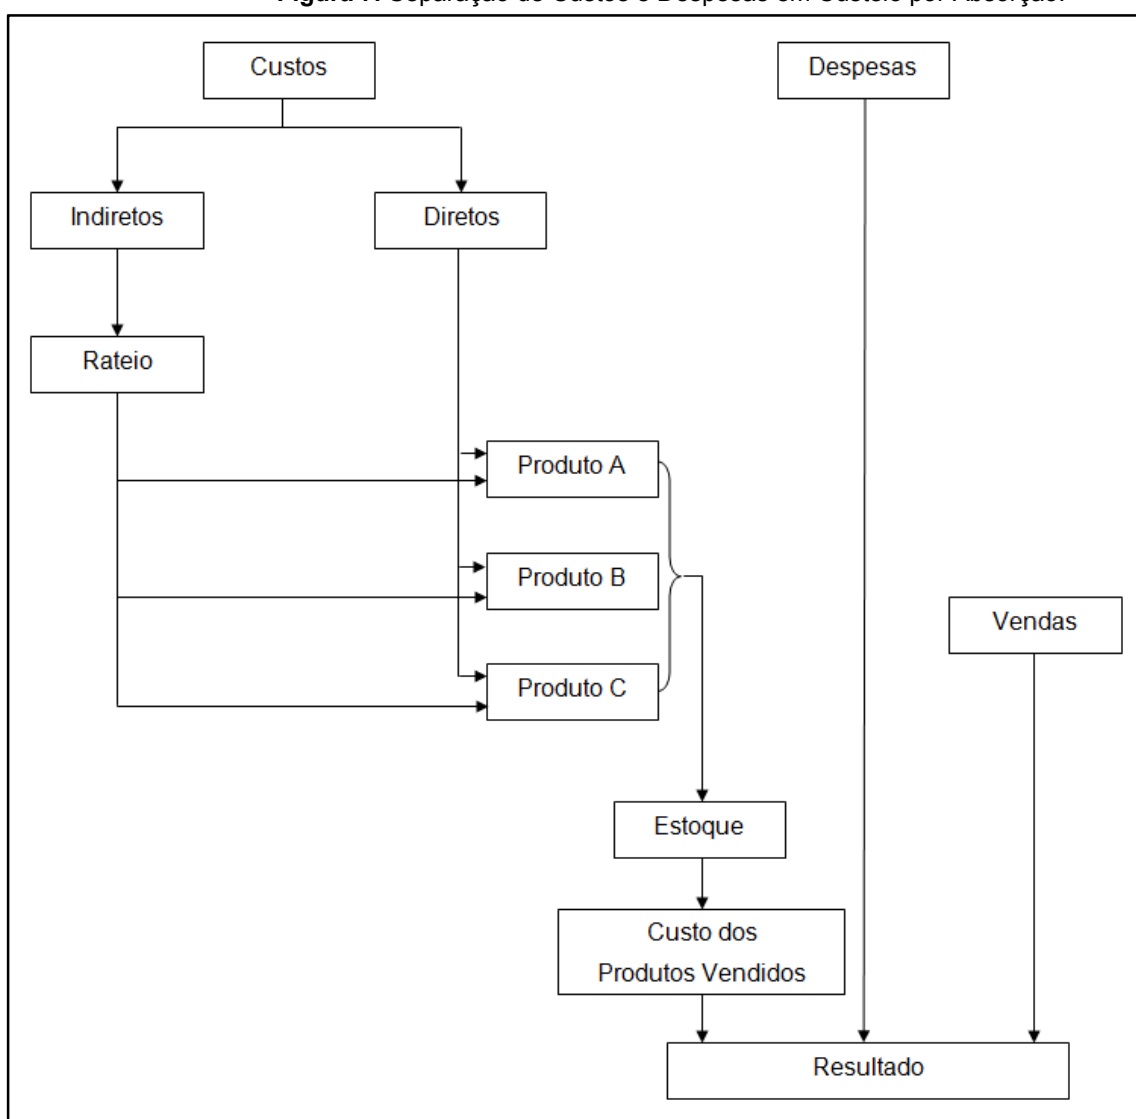 Custos
Despesas
Indiretos
Diretos
Rateio
Produto A
Produto B
Produto C
Vendas
Estoque
Custo dos
Produtos Vendidos
Resultado